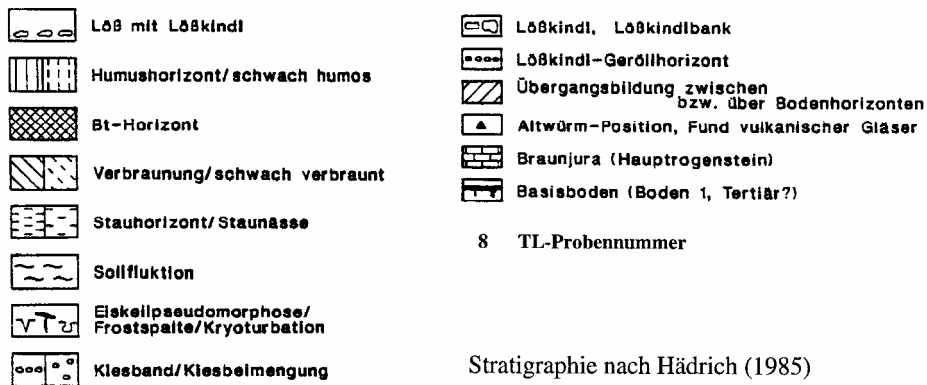 Löß mit Lößkindl
Humushorizont/schwach humos
Bt-Horizont
Verbraunung/schwach verbraunt
Stauhorizont/Staunässe
Solifluktion
Eiskeilpseudomorphose/
Frostspalte/Kryoturbation
Kiesband/Kiesbeimengung
Lößkindl, Lößkindlbank
Lößkindl-Geröllhorizont
Übergangsbildung zwischen
bzw. über Bodenhorizonten
Altwürm-Position, Fund vulkanischer Gläser
Braunjura (Hauptrogenstein)
Basisboden (Boden 1, Tertiär?)
8 TL-Probennummer
Stratigraphie nach Hädrich (1985)